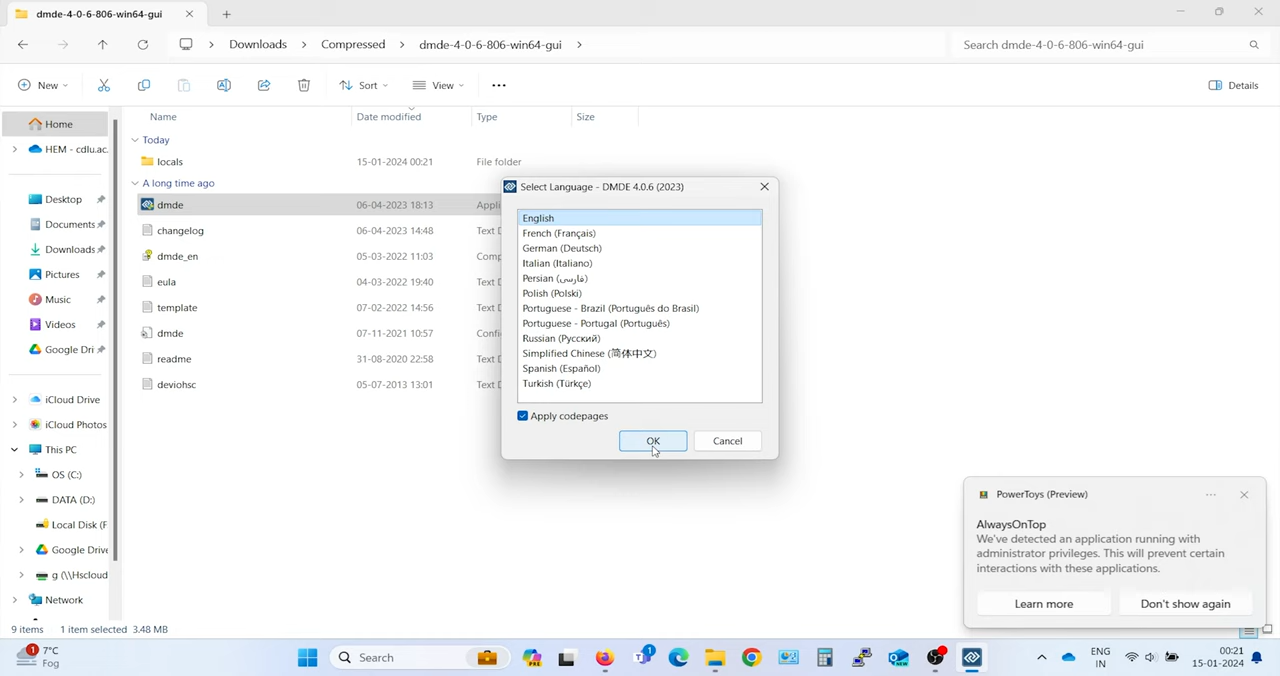 dmde-4-0-6-806-win64-gui
Downloads > Compressed > dmde-4-0-6-806-win64-gui >
Search dmde-4-0-6-806-win64-gui
New
Sort
View
Details
Name Date modified Type Size
Home
HEM - cdlu.ac.
Desktop
Documents
Downloads
Pictures
Music
Videos
Google Dri
iCloud Drive
iCloud Photos
This PC
OS (C:)
DATA (D:)
Local Disk (F
Google Drive
g (\\Hscloud
Network
Today
locals 15-01-2024 00:21 File folder
A long time ago
dmde 06-04-2023 18:13 Appli
changelog 06-04-2023 14:48 Text D
dmde_en 05-03-2022 11:03 Comp
eula 04-03-2022 19:40 Text D
template 07-02-2022 14:56 Text D
dmde 07-11-2021 10:57 Confi
readme 31-08-2020 22:58 Text D
deviohsc 05-07-2013 13:01 Text D
Select Language - DMDE 4.0.6 (2023)
English
French (Français)
German (Deutsch)
Italian (Italiano)
Persian (فارسی)
Polish (Polski)
Portuguese - Brazil (Português do Brasil)
Portuguese - Portugal (Português)
Russian (Русский)
Simplified Chinese (简体中文)
Spanish (Español)
Turkish (Türkçe)
Apply codepages
OK
Cancel
PowerToys (Preview)
AlwaysOnTop
We've detected an application running with
administrator privileges. This will prevent certain
interactions with these applications.
Learn more
Don't show again
9 items 1 item selected 3.48 MB
1
7°C
Fog
Search
PRE
1
NEW
ENG
IN
00:21
15-01-2024